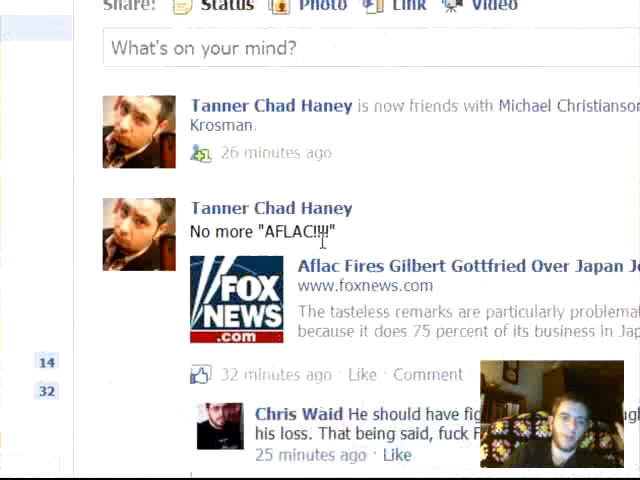 Share: Status Photo Link Video
What's on your mind?
Tanner Chad Haney is now friends with Michael Christianson
Krosman.
26 minutes ago
Tanner Chad Haney
No more "AFLAC!!!!"
Aflac Fires Gilbert Gottfried Over Japan
www.foxnews.com
FOX
NEWS
.com
The tasteless remarks are particularly
because it does 75 percent of its business in
14
32 minutes ago · Like · Comment
32
Chris Waid He should have
his loss. That being said, fuck
25 minutes ago · Like